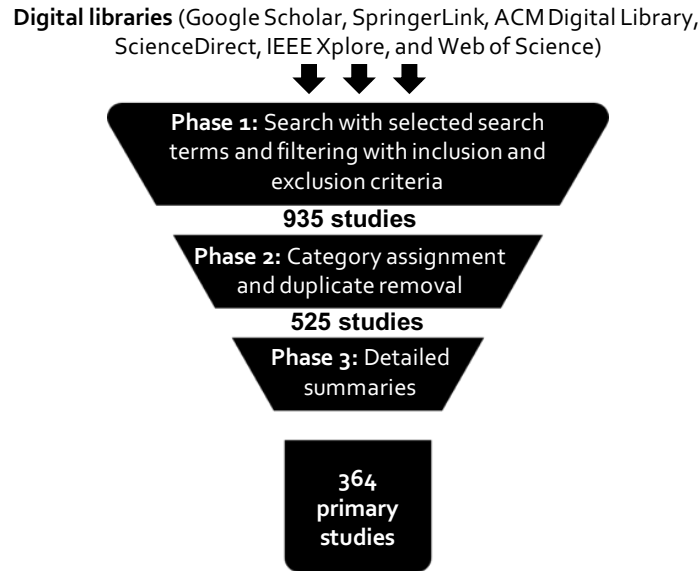 Digital libraries (Google Scholar, SpringerLink, ACM Digital Library,
ScienceDirect, IEEE Xplore, and Web of Science)
Phase 1: Search with selected search
terms and filtering with inclusion and
exclusion criteria
935 studies
Phase 2: Category assignment
and duplicate removal
525 studies
Phase 3: Detailed
summaries
364
primary
studies